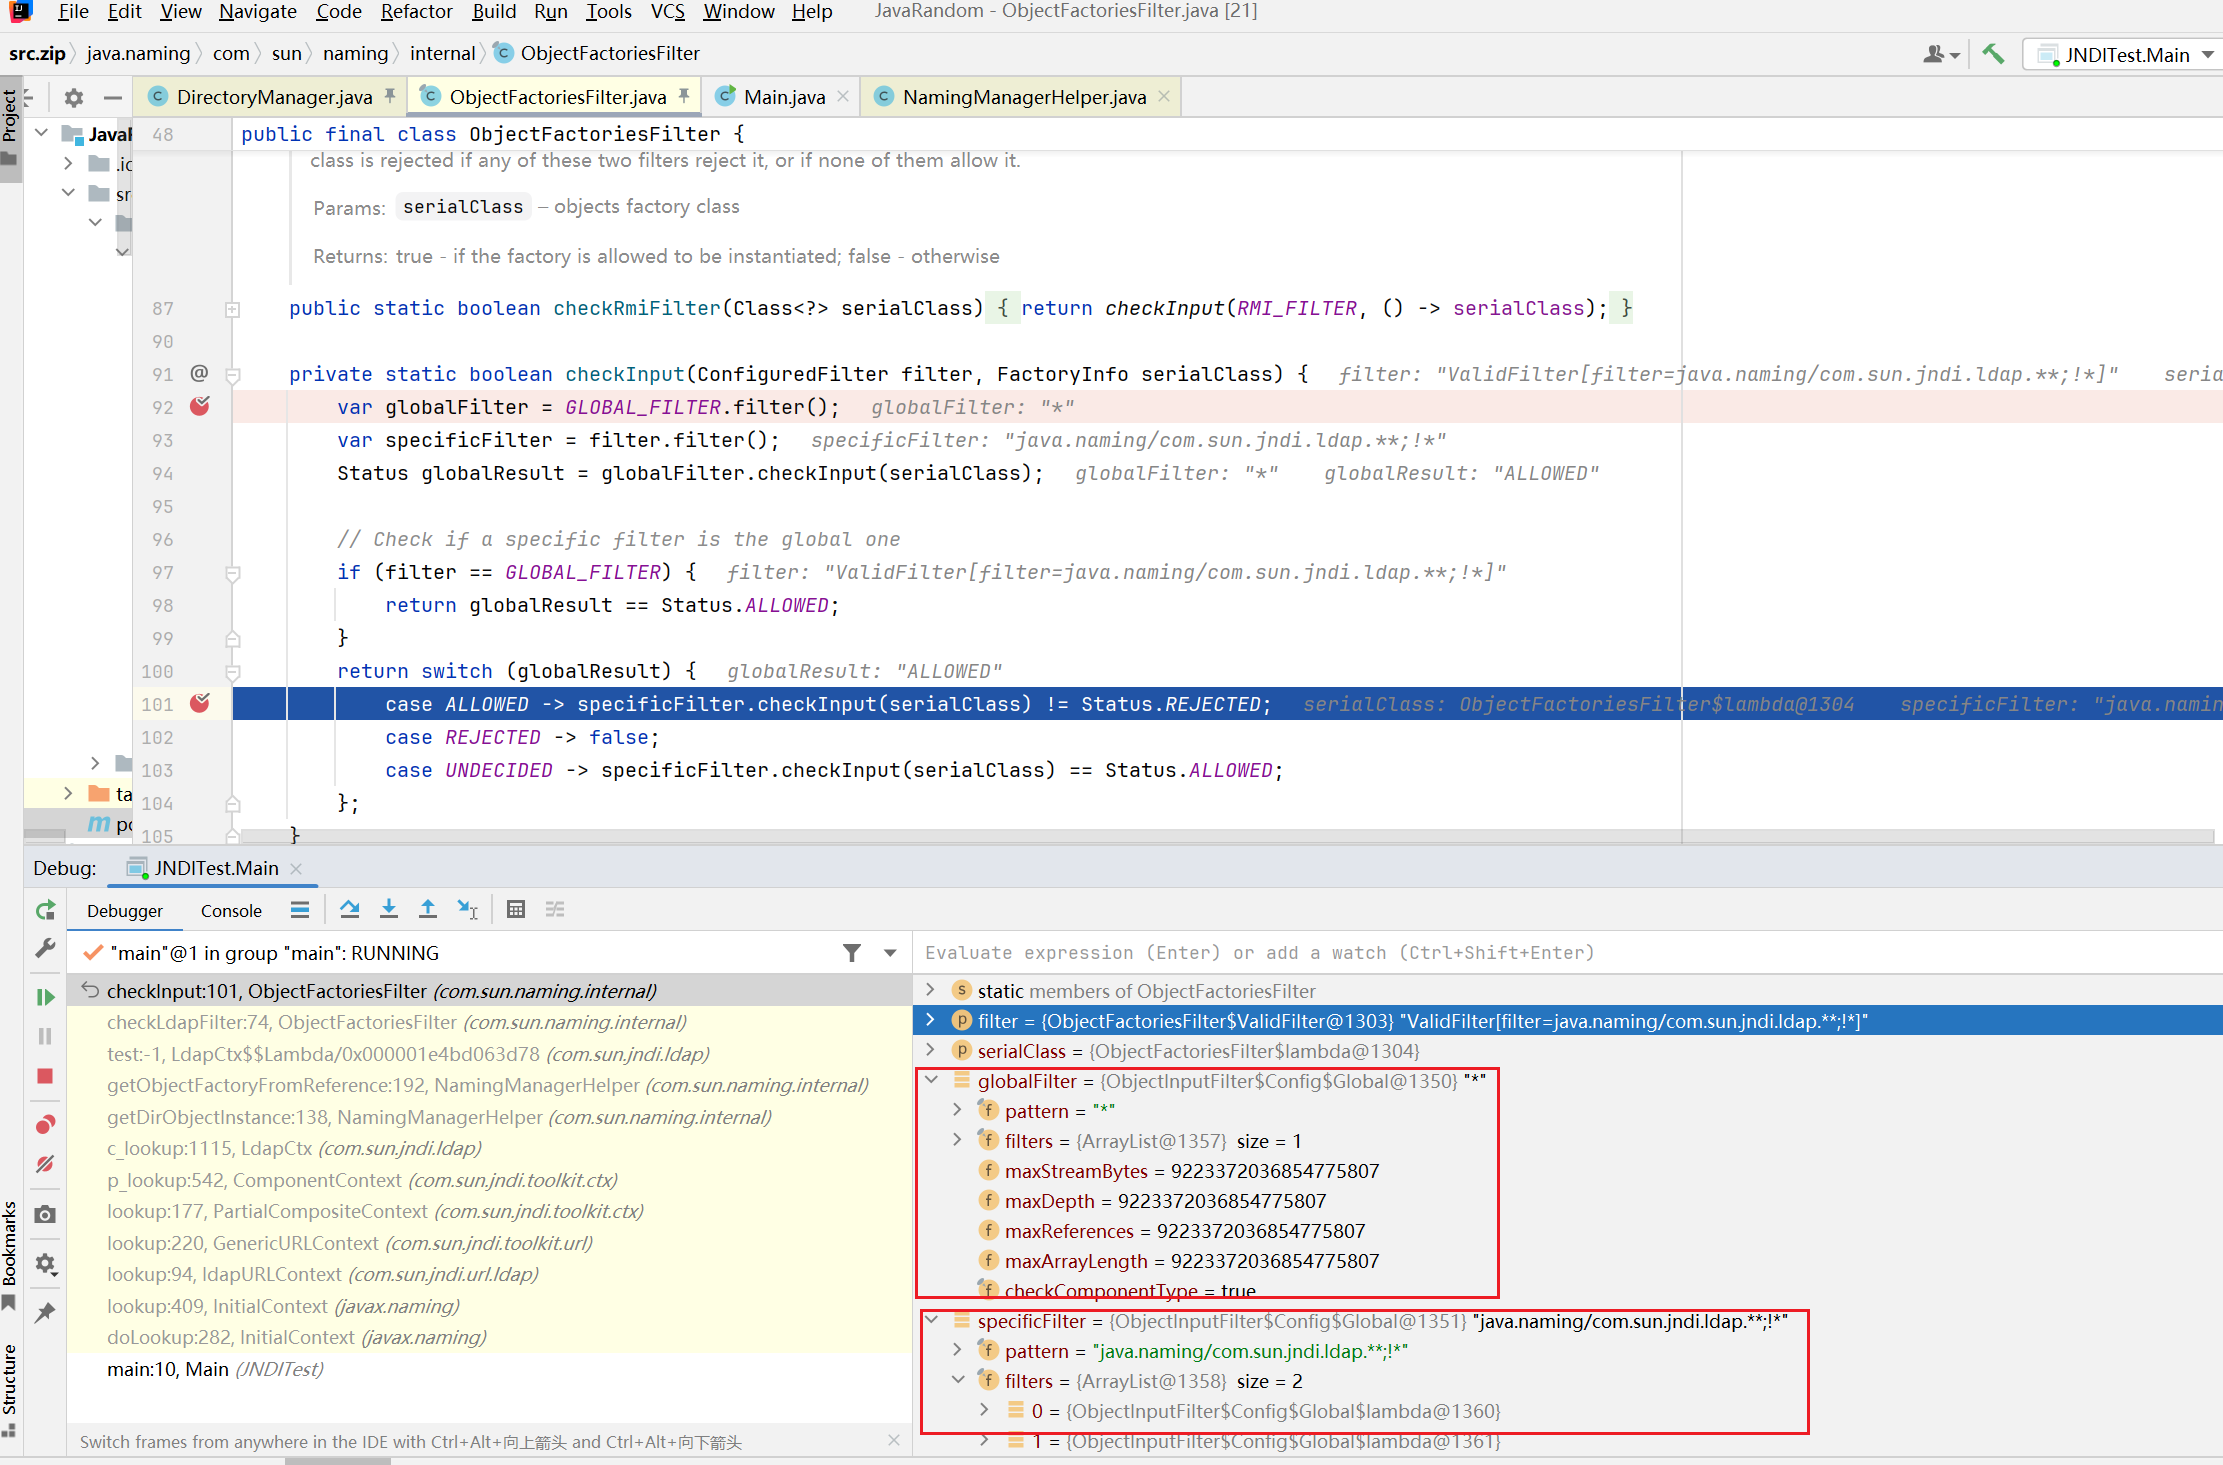 File Edit View Navigate Code Refactor Build Run Tools VCS Window Help JavaRandom - ObjectFactoriesFilter.java [21]
src.zip java.naming com sun naming internal ObjectFactoriesFilter JNDITest.Main
Project
DirectoryManager.java ObjectFactoriesFilter.java Main.java NamingManagerHelper.java
48 public final class ObjectFactoriesFilter {
class is rejected if any of these two filters reject it, or if none of them allow it.
Params: serialClass – objects factory class
Returns: true - if the factory is allowed to be instantiated; false - otherwise
87 public static boolean checkRmiFilter(Class<?> serialClass) { return checkInput(RMI_FILTER, () -> serialClass); }
90
91 @ private static boolean checkInput(ConfiguredFilter filter, FactoryInfo serialClass) { filter: "ValidFilter[filter=java.naming/com.sun.jndi.ldap.**;!*]" seria
92 var globalFilter = GLOBAL_FILTER.filter(); globalFilter: "*"
93 var specificFilter = filter.filter(); specificFilter: "java.naming/com.sun.jndi.ldap.**;!*"
94 Status globalResult = globalFilter.checkInput(serialClass); globalFilter: "*" globalResult: "ALLOWED"
95
96 // Check if a specific filter is the global one
97 if (filter == GLOBAL_FILTER) { filter: "ValidFilter[filter=java.naming/com.sun.jndi.ldap.**;!*]"
98 return globalResult == Status.ALLOWED;
99 }
100 return switch (globalResult) { globalResult: "ALLOWED"
101 case ALLOWED -> specificFilter.checkInput(serialClass) != Status.REJECTED; serialClass: ObjectFactoriesFilter$lambda@1304 specificFilter: "java.namin
102 case REJECTED -> false;
103 case UNDECIDED -> specificFilter.checkInput(serialClass) == Status.ALLOWED;
104 };
105 }
Debug: JNDITest.Main
Debugger Console
"main"@1 in group "main": RUNNING
checkInput:101, ObjectFactoriesFilter (com.sun.naming.internal)
checkLdapFilter:74, ObjectFactoriesFilter (com.sun.naming.internal)
test:-1, LdapCtx$$Lambda/0x000001e4bd063d78 (com.sun.jndi.ldap)
getObjectFactoryFromReference:192, NamingManagerHelper (com.sun.naming.internal)
getDirObjectInstance:138, NamingManagerHelper (com.sun.naming.internal)
c_lookup:1115, LdapCtx (com.sun.jndi.ldap)
p_lookup:542, ComponentContext (com.sun.jndi.toolkit.ctx)
lookup:177, PartialCompositeContext (com.sun.jndi.toolkit.ctx)
lookup:220, GenericURLContext (com.sun.jndi.toolkit.url)
lookup:94, ldapURLContext (com.sun.jndi.url.ldap)
lookup:409, InitialContext (javax.naming)
doLookup:282, InitialContext (javax.naming)
main:10, Main (JNDITest)
Switch frames from anywhere in the IDE with Ctrl+Alt+向上箭头 and Ctrl+Alt+向下箭头
Evaluate expression (Enter) or add a watch (Ctrl+Shift+Enter)
static members of ObjectFactoriesFilter
filter = {ObjectFactoriesFilter$ValidFilter@1303} "ValidFilter[filter=java.naming/com.sun.jndi.ldap.**;!*]"
serialClass = {ObjectFactoriesFilter$lambda@1304}
globalFilter = {ObjectInputFilter$Config$Global@1350} "*"
pattern = "*"
filters = {ArrayList@1357} size = 1
maxStreamBytes = 9223372036854775807
maxDepth = 9223372036854775807
maxReferences = 9223372036854775807
maxArrayLength = 9223372036854775807
checkComponentType = true
specificFilter = {ObjectInputFilter$Config$Global@1351} "java.naming/com.sun.jndi.ldap.**;!*"
pattern = "java.naming/com.sun.jndi.ldap.**;!*"
filters = {ArrayList@1358} size = 2
0 = {ObjectInputFilter$Config$Global$lambda@1360}
1 = {ObjectInputFilter$Config$Global$lambda@1361}
Bookmarks
Structure